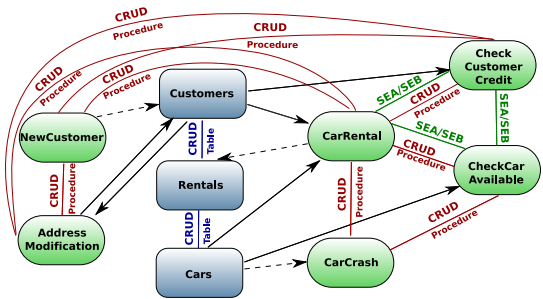 CRUD
Procedure
CRUD
Procedure
CRUD
Procedure
CRUD
Procedure
Check
Customer
Credit
Customers
SEA/SEB
CRUD
Procedure
SEA/SEB
NewCustomer
CRUD
Table
CarRental
SEA/SEB
CRUD
Procedure
CheckCar
Available
Rentals
CRUD
Procedure
CRUD
Procedure
Address
Modification
CRUD
Table
CRUD
Procedure
Cars
CarCrash